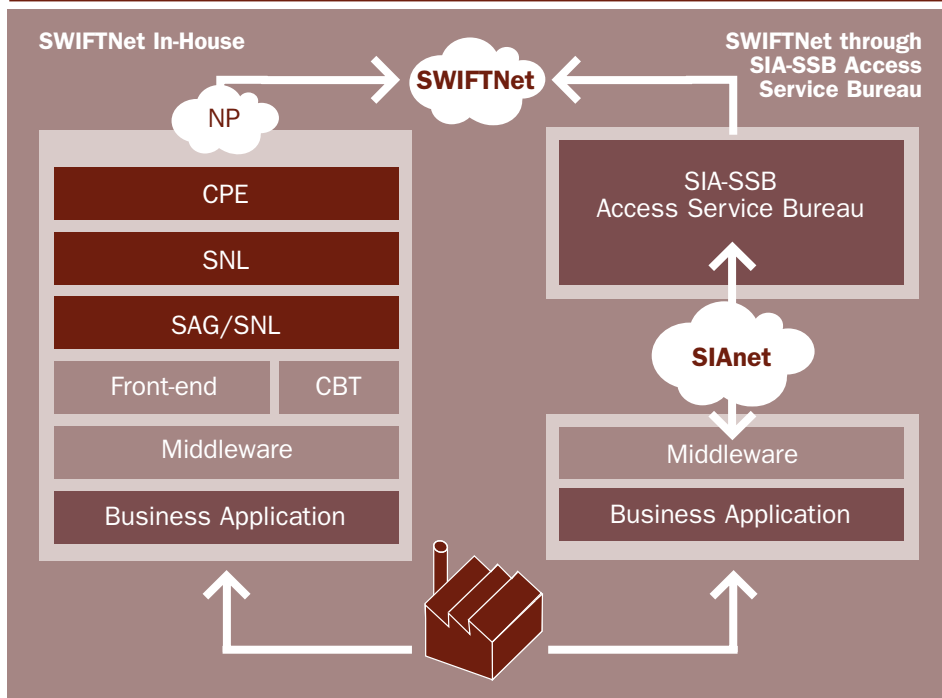 SWIFTNet In-House
SWIFTNet
SWIFTNet through
SIA-SSB Access
Service Bureau
NP
CPE
SNL
SAG/SNL
Front-end
CBT
Middleware
Business Application
SIA-SSB
Access Service Bureau
SIAnet
Middleware
Business Application